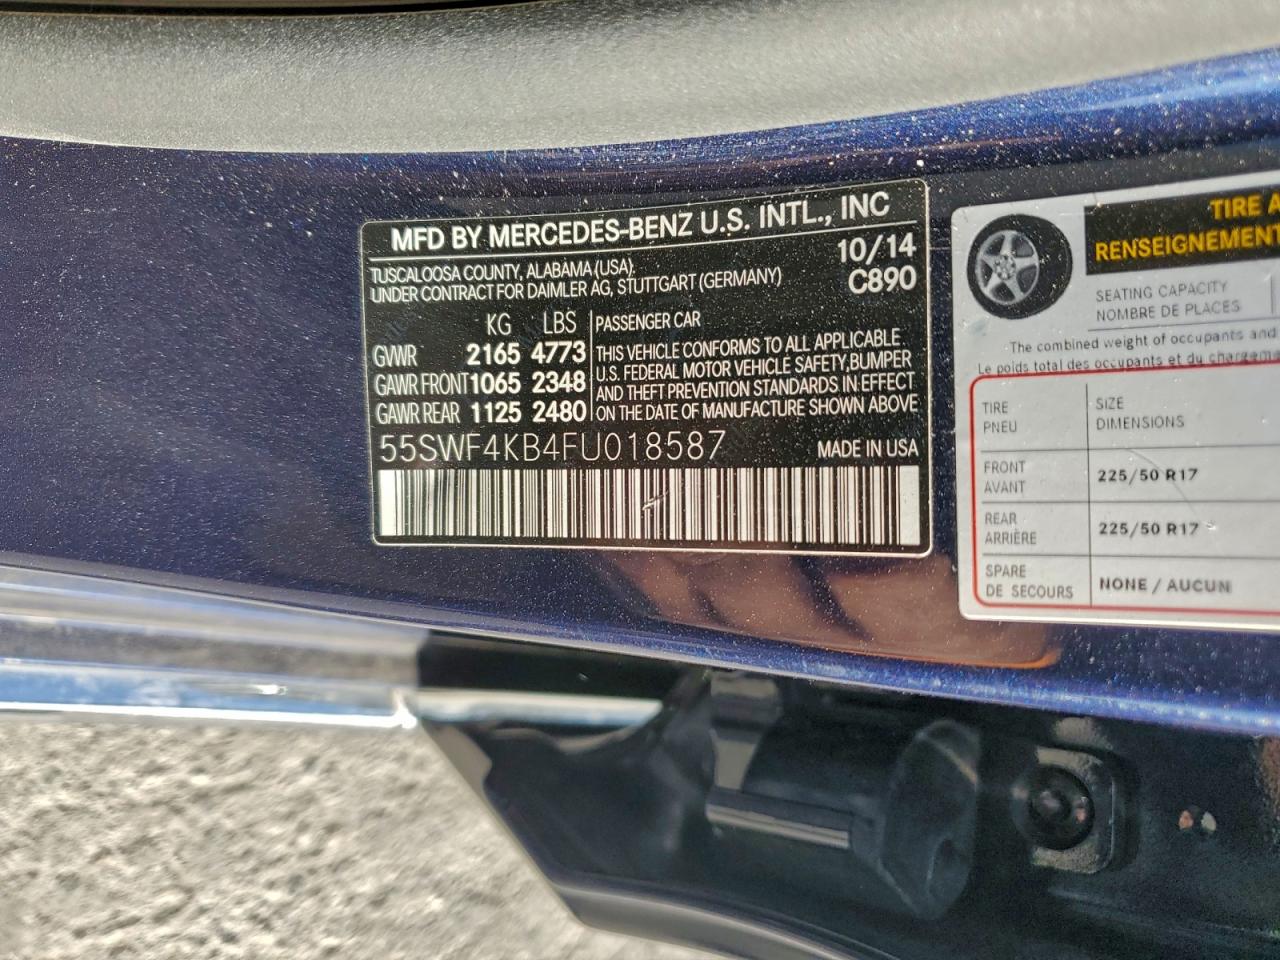 MFD BY MERCEDES-BENZ U.S. INTL., INC
TUSCALOOSA COUNTY, ALABAMA (USA). 10/14
UNDER CONTRACT FOR DAIMLER AG, STUTTGART (GERMANY) C890
KG LBS
GVWR 2165 4773
GAWR FRONT 1065 2348
GAWR REAR 1125 2480
PASSENGER CAR
THIS VEHICLE CONFORMS TO ALL APPLICABLE
U.S. FEDERAL MOTOR VEHICLE SAFETY, BUMPER
AND THEFT PREVENTION STANDARDS IN EFFECT
ON THE DATE OF MANUFACTURE SHOWN ABOVE
55SWF4KB4FU018587 MADE IN USA
TIRE A
RENSEIGNEMENT
SEATING CAPACITY
NOMBRE DE PLACES
The combined weight of occupants and
Le poids total des occupants et du chargem
TIRE SIZE
PNEU DIMENSIONS
FRONT
AVANT 225/50 R17
REAR
ARRIÈRE 225/50 R17
SPARE
DE SECOURS NONE / AUCUN